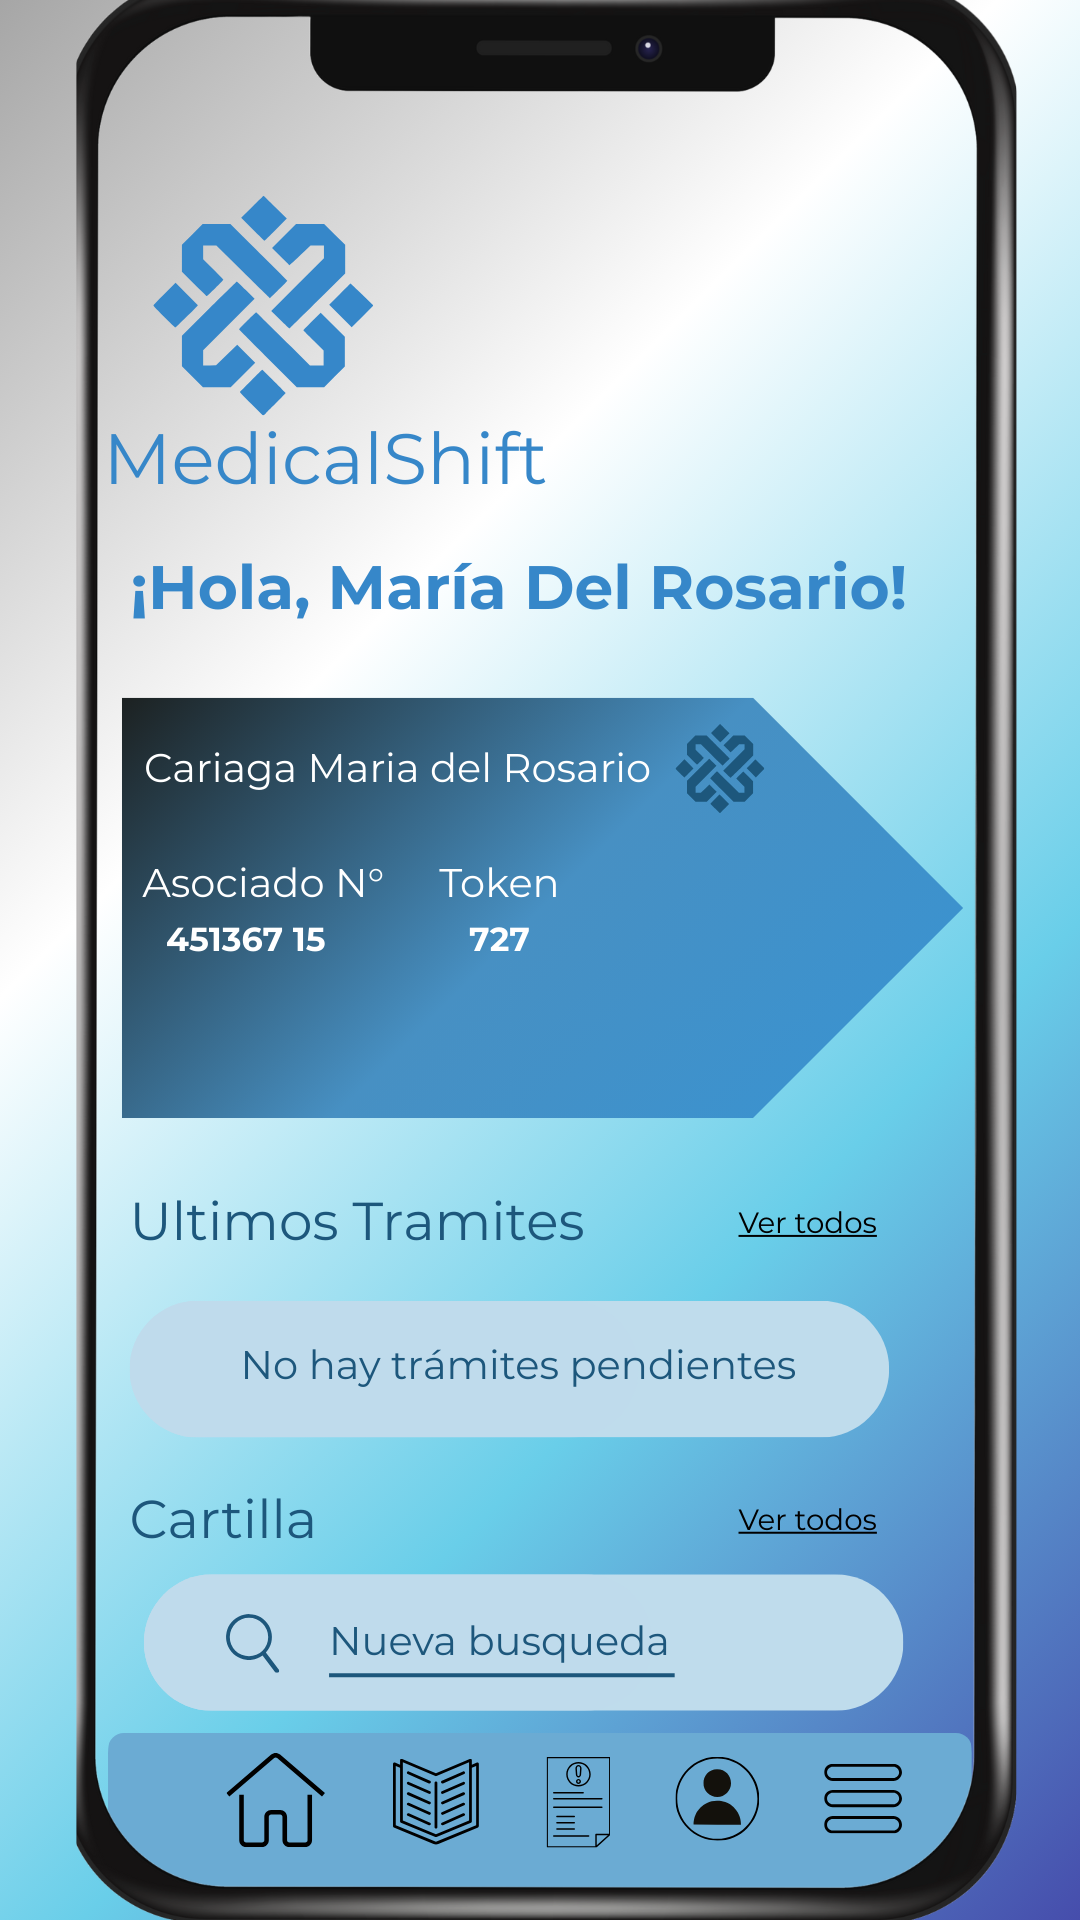 MedicalShift
¡Hola, María Del Rosario!
Cariaga Maria del Rosario
Asociado N° Token
451367 15 727
Ultimos Tramites Ver todos
No hay trámites pendientes
Cartilla Ver todos
Nueva busqueda